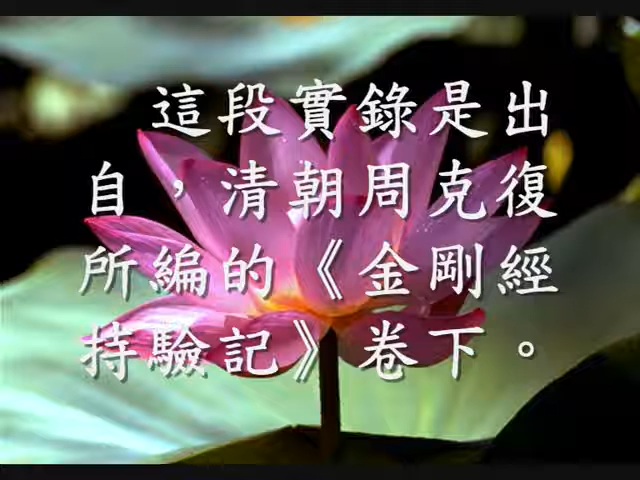 這段實錄是出
自，清朝周克復
所編的《金剛經
持驗記》卷下。